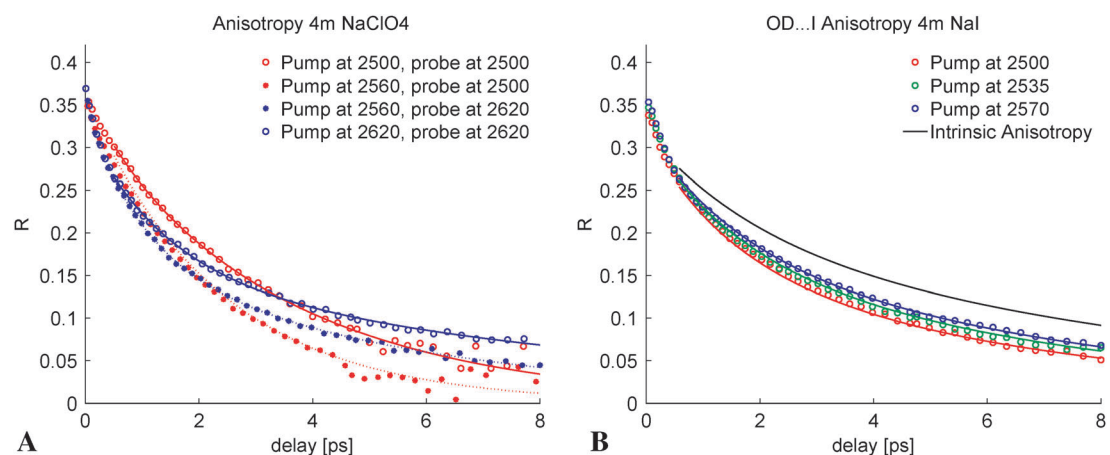 Anisotropy 4m NaClO4
Pump at 2500, probe at 2500
Pump at 2560, probe at 2500
Pump at 2560, probe at 2620
Pump at 2620, probe at 2620
0.4
0.35
0.3
0.25
0.2
0.15
0.1
0.05
0
R
0 2 4 6 8
delay [ps]
A
OD...I Anisotropy 4m NaI
Pump at 2500
Pump at 2535
Pump at 2570
Intrinsic Anisotropy
0.4
0.35
0.3
0.25
0.2
0.15
0.1
0.05
0
R
0 2 4 6 8
delay [ps]
B